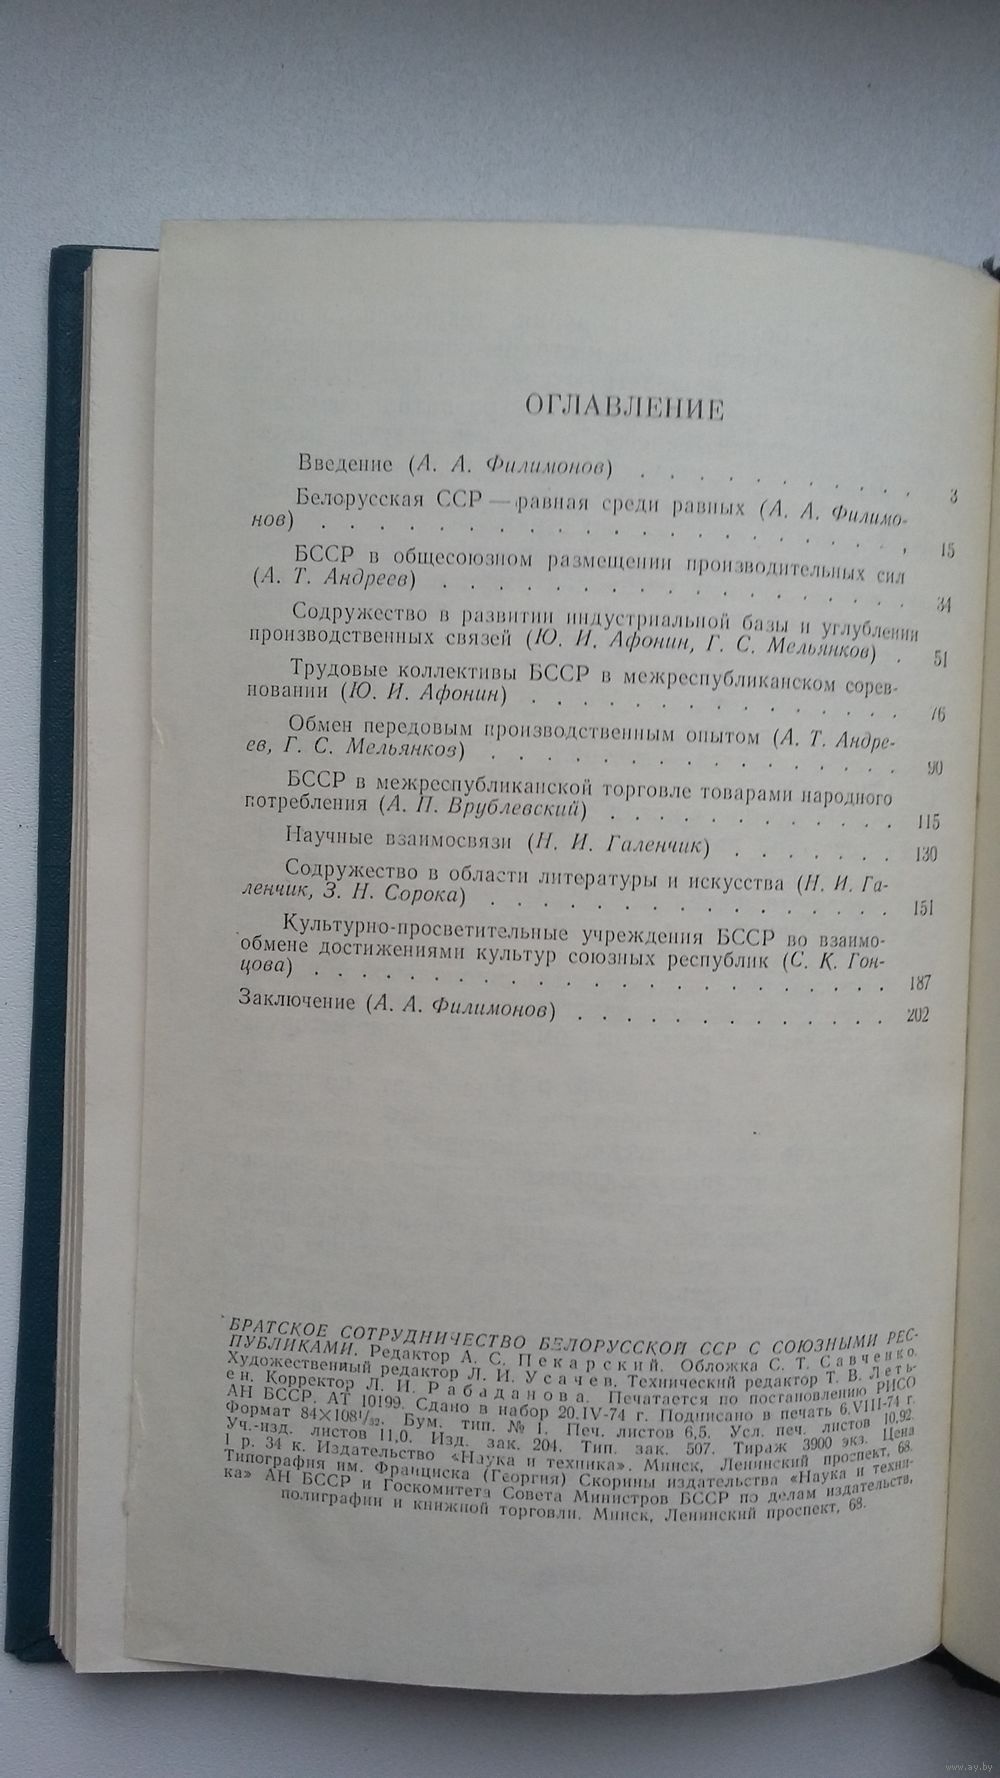 ОГЛАВЛЕНИЕ
Введение (А. А. Филимонов) . . . . . . . . . . 3
Белорусская ССР — равная среди равных (А. А. Филимо-
нов) . . . . . . . . . . . . . . . . . 15
БССР в общесоюзном размещении производительных сил
(А. Т. Андреев) . . . . . . . . . . . . . . 34
Содружество в развитии индустриальной базы и углублении
производственных связей (Ю. И. Афонин, Г. С. Мельянков) . 51
Трудовые коллективы БССР в межреспубликанском сорев-
новании (Ю. И. Афонин) . . . . . . . . . . . . 76
Обмен передовым производственным опытом (А. Т. Андре-
ев, Г. С. Мельянков) . . . . . . . . . . . . . 90
БССР в межреспубликанской торговле товарами народного
потребления (А. П. Врублевский) . . . . . . . . . 115
Научные взаимосвязи (Н. И. Галенчик) . . . . . . 130
Содружество в области литературы и искусства (Н. И. Га-
ленчик, З. Н. Сорока) . . . . . . . . . . . . 151
Культурно-просветительные учреждения БССР во взаимо-
обмене достижениями культур союзных республик (С. К. Гон-
цова) . . . . . . . . . . . . . . . . . 187
Заключение (А. А. Филимонов) . . . . . . . . . . 202
БРАТСКОЕ СОТРУДНИЧЕСТВО БЕЛОРУССКОЙ ССР С СОЮЗНЫМИ РЕС-
ПУБЛИКАМИ. Редактор А. С. Пекарский. Обложка С. Т. Савченко.
Художественный редактор Л. И. Усачев. Технический редактор Т. В. Леть-
ен. Корректор Л. И. Рабаданова. Печатается по постановлению РИСО
АН БССР. АТ 10199. Сдано в набор 20.IV-74 г. Подписано в печать 6.VIII-74 г.
Формат 84×108¹/₃₂. Бум. тип. № 1. Печ. листов 6,5. Усл. печ. листов 10,92.
Уч.-изд. листов 11,0. Изд. зак. 204. Тип. зак. 507. Тираж 3900 экз. Цена
1 р. 34 к. Издательство «Наука и техника». Минск, Ленинский проспект, 68.
Типография им. Франциска (Георгия) Скорины издательства «Наука и техни-
ка» АН БССР и Госкомитета Совета Министров БССР по делам издательств,
полиграфии и книжной торговли. Минск, Ленинский проспект, 68.
www.ay.by